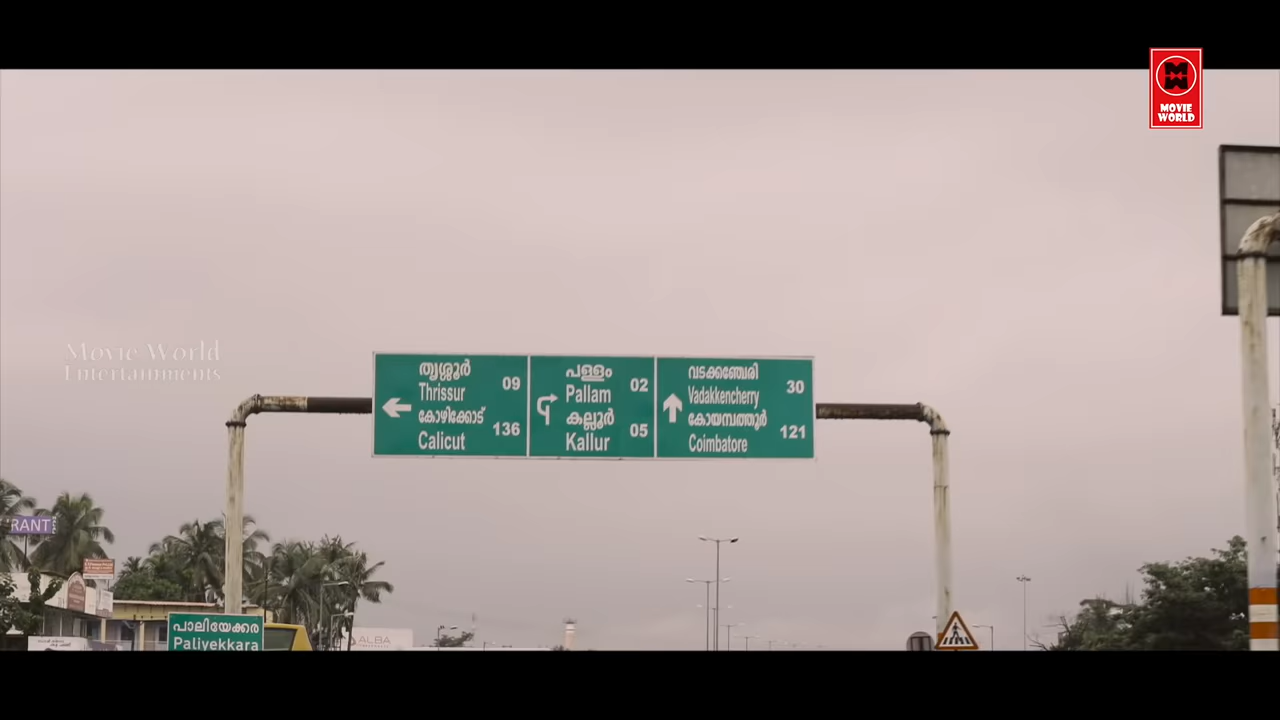 MOVIE
WORLD
Movie World
Entertainments
തൃശ്ശൂർ
Thrissur 09
കോഴിക്കോട്
Calicut 136
പള്ളം
Pallam 02
കല്ലൂർ
Kallur 05
വടക്കഞ്ചേരി
Vadakkencherry 30
കോയമ്പത്തൂർ
Coimbatore 121
RANT
പാലിയേക്കര
Paliyekkara
ALBA